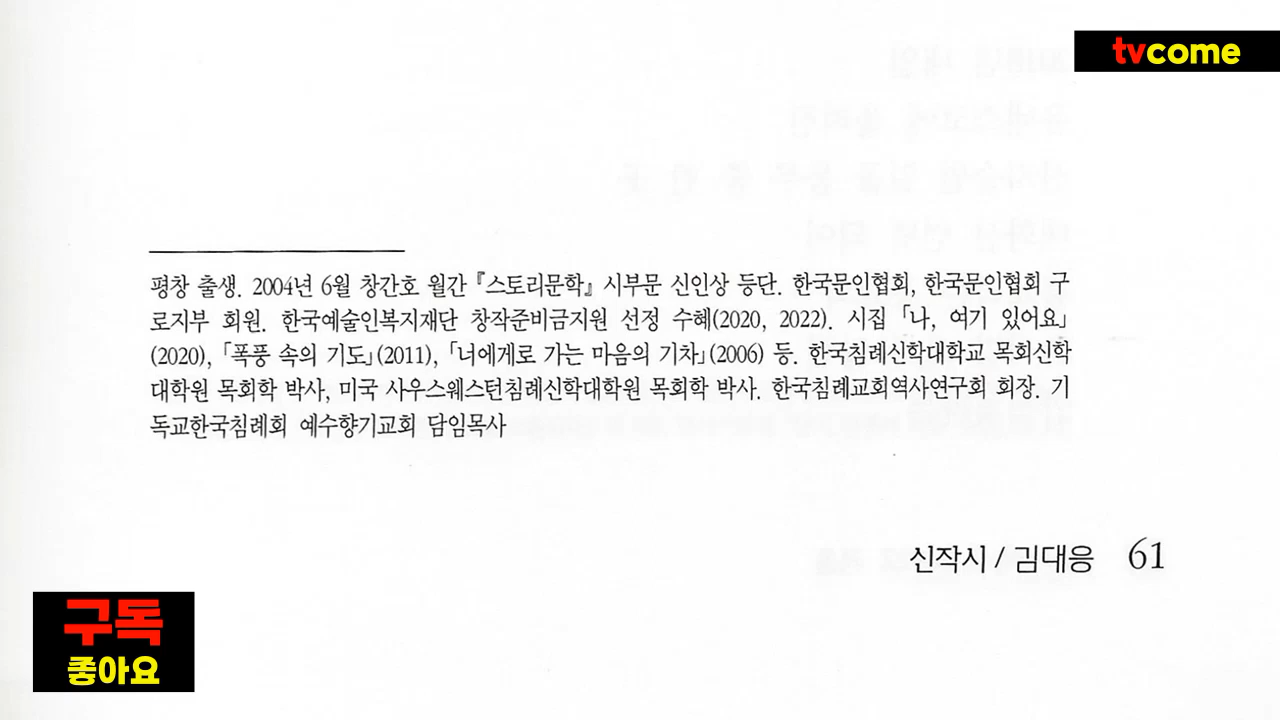 tvcome
평창 출생. 2004년 6월 창간호 월간 『스토리문학』 시부문 신인상 등단. 한국문인협회, 한국문인협회 구
로지부 회원. 한국예술인복지재단 창작준비금지원 선정 수혜(2020, 2022). 시집 「나, 여기 있어요」
(2020), 「폭풍 속의 기도」(2011), 「너에게로 가는 마음의 기차」(2006) 등. 한국침례신학대학교 목회신학
대학원 목회학 박사, 미국 사우스웨스턴침례신학대학원 목회학 박사. 한국침례교회역사연구회 회장. 기
독교한국침례회 예수향기교회 담임목사
신작시 / 김대응 61
구독
좋아요